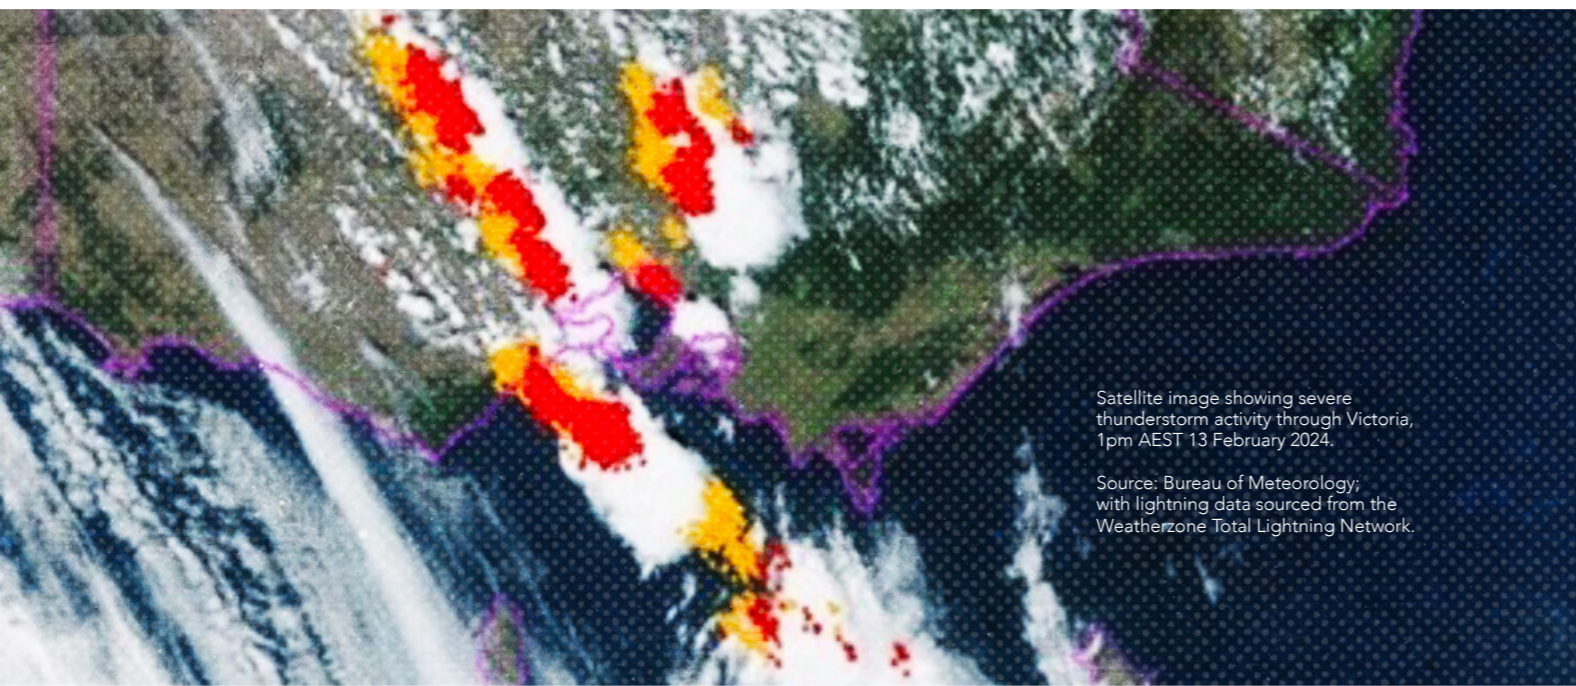 Satellite image showing severe
thunderstorm activity through Victoria,
1pm AEST 13 February 2024.
Source: Bureau of Meteorology;
with lightning data sourced from the
Weatherzone Total Lightning Network.